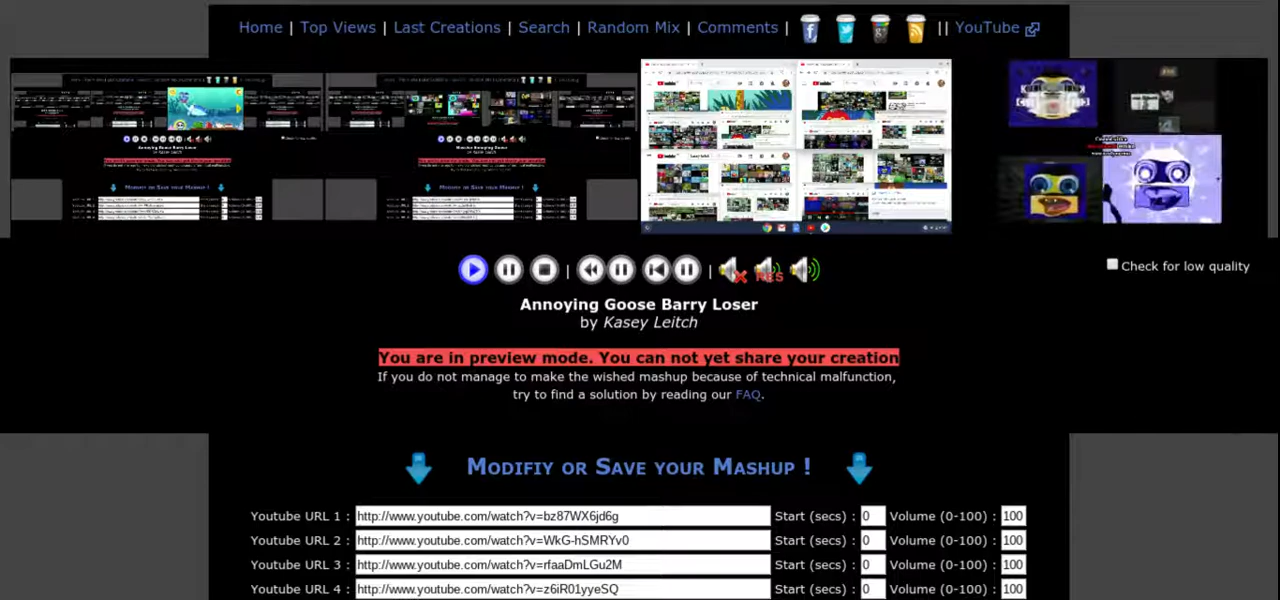 Home | Top Views | Last Creations | Search | Random Mix | Comments | || YouTube
Check for low quality
Annoying Goose Barry Loser
by Kasey Leitch
You are in preview mode. You can not yet share your creation
If you do not manage to make the wished mashup because of technical malfunction,
try to find a solution by reading our FAQ.
Modifiy or Save your Mashup !
Youtube URL 1 : http://www.youtube.com/watch?v=bz87WX6jd6g Start (secs) : 0 Volume (0-100) : 100
Youtube URL 2 : http://www.youtube.com/watch?v=WkG-hSMRYv0 Start (secs) : 0 Volume (0-100) : 100
Youtube URL 3 : http://www.youtube.com/watch?v=rfaaDmLGu2M Start (secs) : 0 Volume (0-100) : 100
Youtube URL 4 : http://www.youtube.com/watch?v=z6iR01yyeSQ Start (secs) : 0 Volume (0-100) : 100